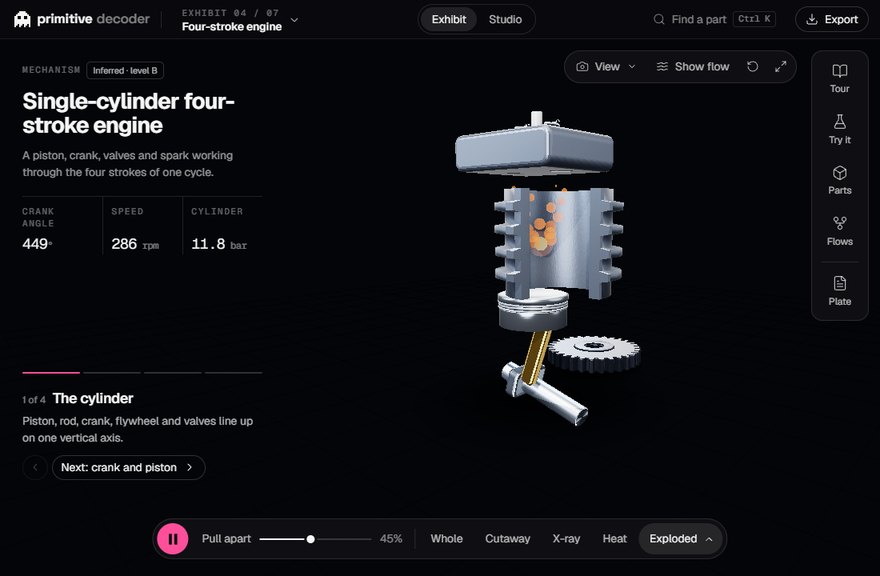 primitive decoder
EXHIBIT 04 / 07
Four-stroke engine
Exhibit
Studio
Find a part
Ctrl K
Export
MECHANISM
Inferred · level B
Single-cylinder four-
stroke engine
A piston, crank, valves and spark working
through the four strokes of one cycle.
CRANK
ANGLE
449°
SPEED
286 rpm
CYLINDER
11.8 bar
View
Show flow
Tour
Try it
Parts
Flows
Plate
1 of 4 The cylinder
Piston, rod, crank, flywheel and valves line up
on one vertical axis.
Next: crank and piston
Pull apart
45%
Whole
Cutaway
X-ray
Heat
Exploded